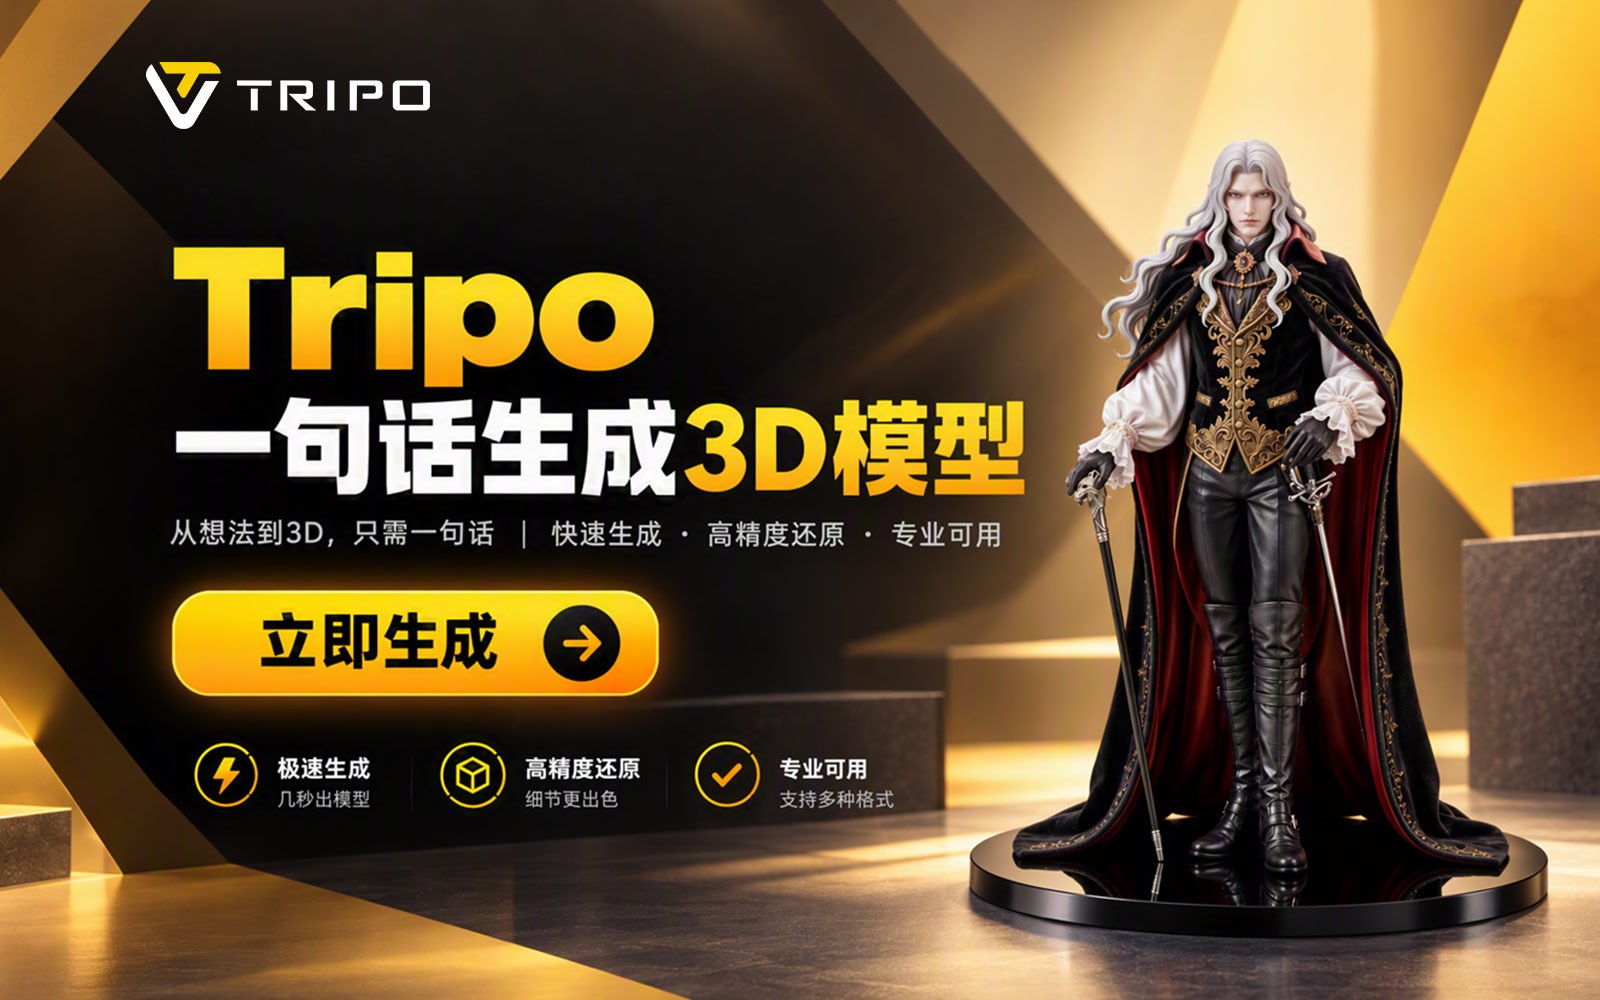 TRIPO
Tripo
一句话生成3D模型
从想法到3D，只需一句话 | 快速生成 · 高精度还原 · 专业可用
立即生成
极速生成
几秒出模型
高精度还原
细节更出色
专业可用
支持多种格式